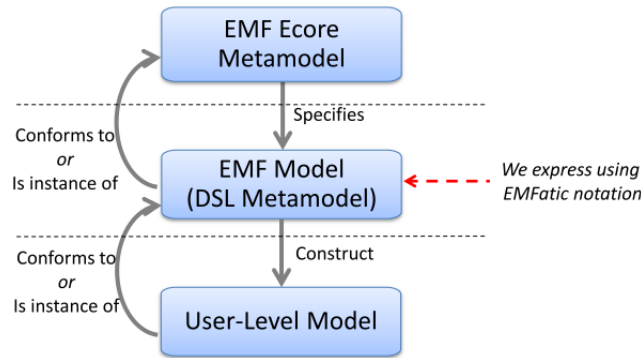 EMF Ecore
Metamodel
Specifies
Conforms to
or
Is instance of
EMF Model
(DSL Metamodel)
We express using
EMFatic notation
Conforms to
or
Is instance of
Construct
User-Level Model